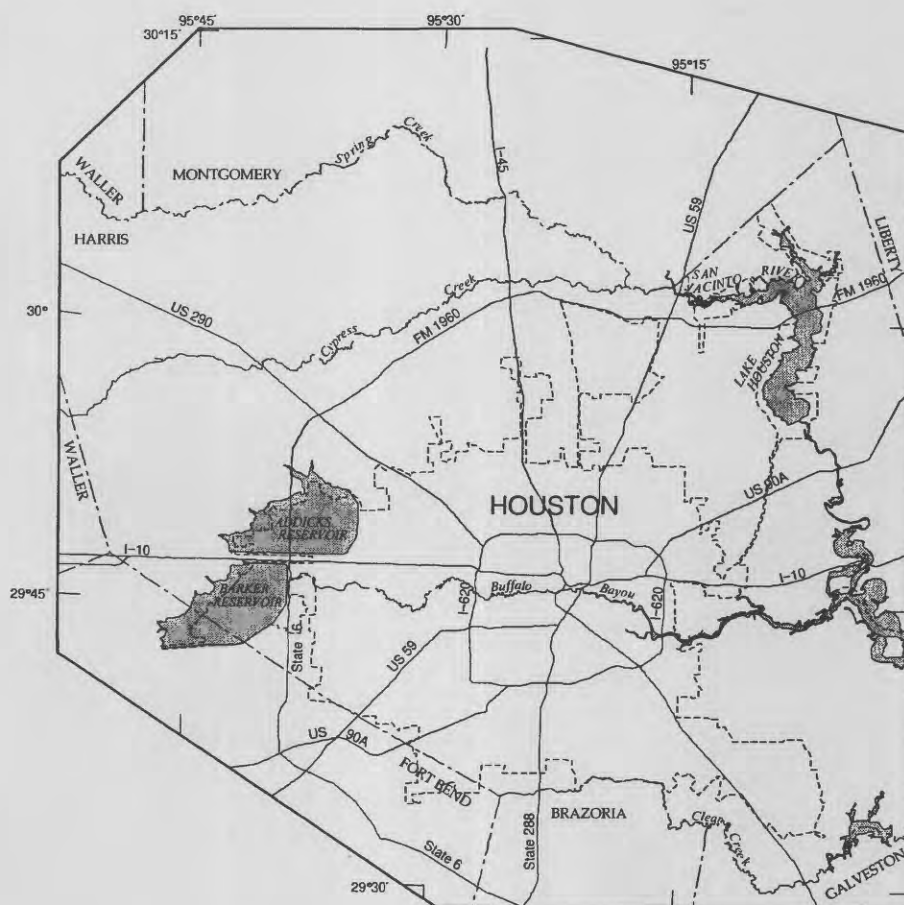 95°45´
95°30´
30°15´
95°15´
Spring Creek
I-45
WALLER
MONTGOMERY
US 59
HARRIS
LIBERTY
SAN JACINTO RIVER
US 290
Cypress Creek
FM 1960
FM 1960
30°
LAKE HOUSTON
WALLER
US 90A
HOUSTON
ADDICKS RESERVOIR
I-10
I-10
BARKER RESERVOIR
29°45´
I-620
Buffalo Bayou
I-620
State 6
US 59
US 90A
FORT BEND
BRAZORIA
Clear Creek
State 288
State 6
29°30´
GALVESTON